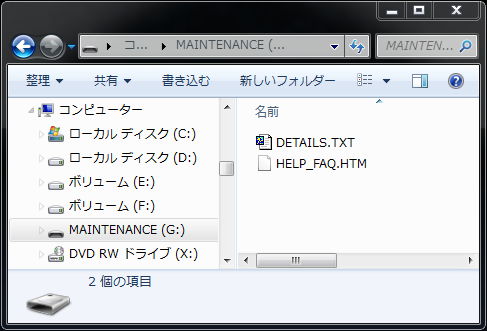 コ... MAINTENANCE (... MAINTEN...
整理 共有 書き込む 新しいフォルダー
コンピューター
ローカル ディスク (C:)
ローカル ディスク (D:)
ボリューム (E:)
ボリューム (F:)
MAINTENANCE (G:)
DVD RW ドライブ (X:)
名前
DETAILS.TXT
HELP_FAQ.HTM
2 個の項目